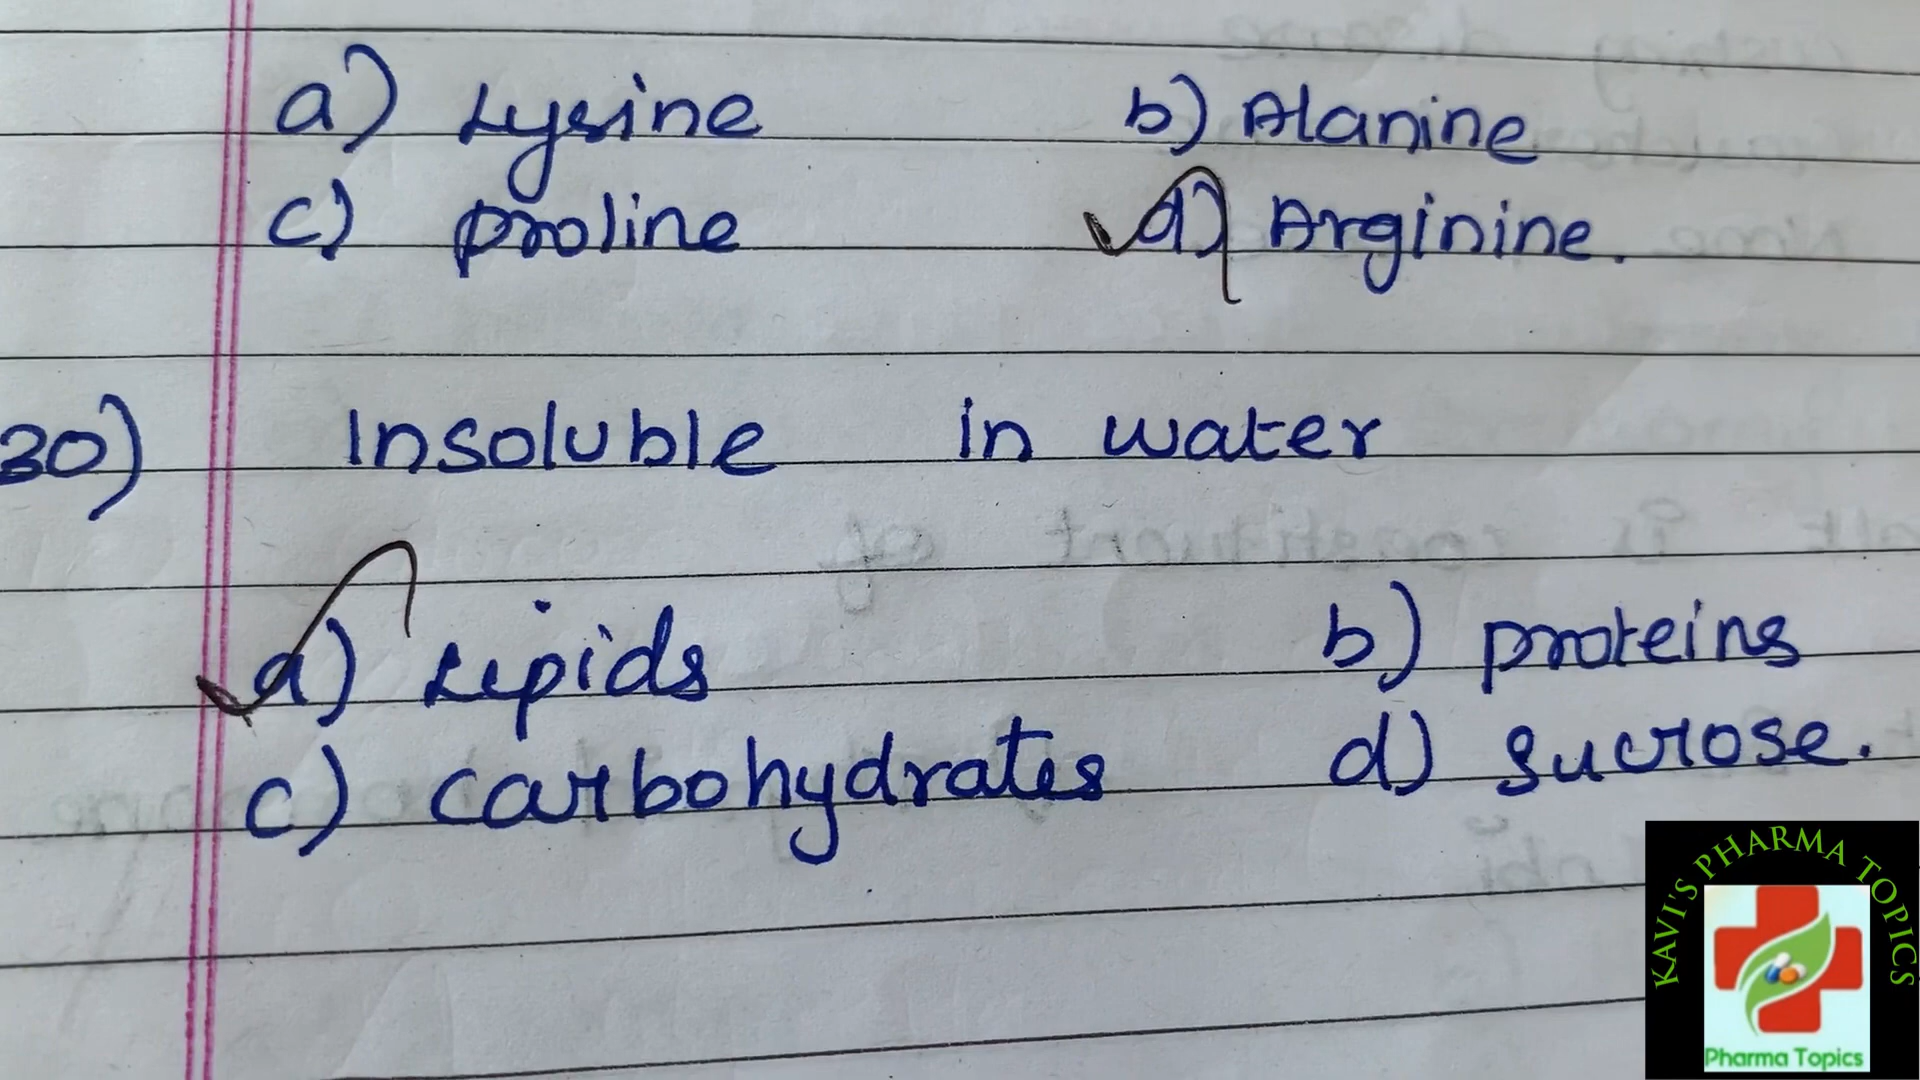 a) Lysine b) Alanine
c) proline d) Arginine.
30) Insoluble in water
a) Lipids b) proteins
c) carbohydrates d) sucrose.
KAVI'S PHARMA TOPICS
Pharma Topics